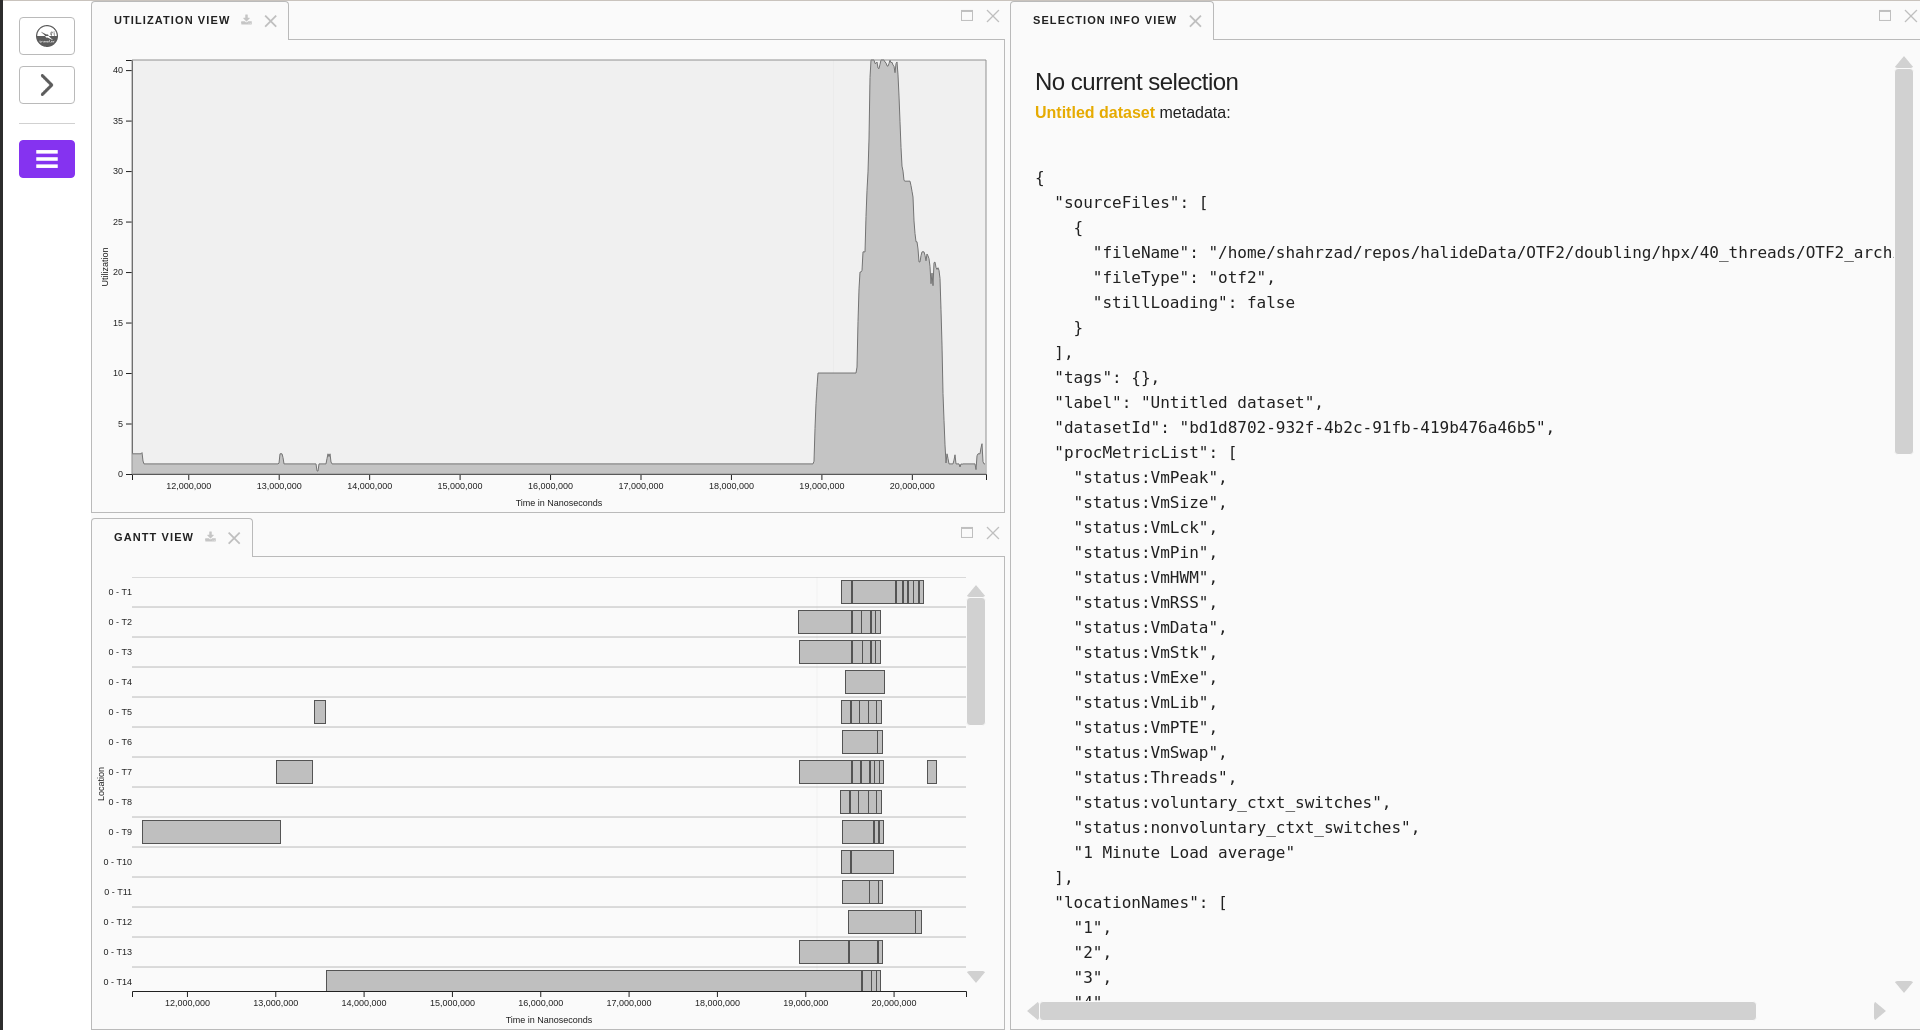 UTILIZATION VIEW
40
35
30
25
20
15
10
5
0
Utilization
12,000,000 13,000,000 14,000,000 15,000,000 16,000,000 17,000,000 18,000,000 19,000,000 20,000,000
Time in Nanoseconds
GANTT VIEW
0 - T1
0 - T2
0 - T3
0 - T4
0 - T5
0 - T6
0 - T7
0 - T8
0 - T9
0 - T10
0 - T11
0 - T12
0 - T13
0 - T14
Location
12,000,000 13,000,000 14,000,000 15,000,000 16,000,000 17,000,000 18,000,000 19,000,000 20,000,000
Time in Nanoseconds
SELECTION INFO VIEW
No current selection
Untitled dataset metadata:
{
"sourceFiles": [
{
"fileName": "/home/shahrzad/repos/halideData/OTF2/doubling/hpx/40_threads/OTF2_arch
"fileType": "otf2",
"stillLoading": false
}
],
"tags": {},
"label": "Untitled dataset",
"datasetId": "bd1d8702-932f-4b2c-91fb-419b476a46b5",
"procMetricList": [
"status:VmPeak",
"status:VmSize",
"status:VmLck",
"status:VmPin",
"status:VmHWM",
"status:VmRSS",
"status:VmData",
"status:VmStk",
"status:VmExe",
"status:VmLib",
"status:VmPTE",
"status:VmSwap",
"status:Threads",
"status:voluntary_ctxt_switches",
"status:nonvoluntary_ctxt_switches",
"1 Minute Load average"
],
"locationNames": [
"1",
"2",
"3",
"4"